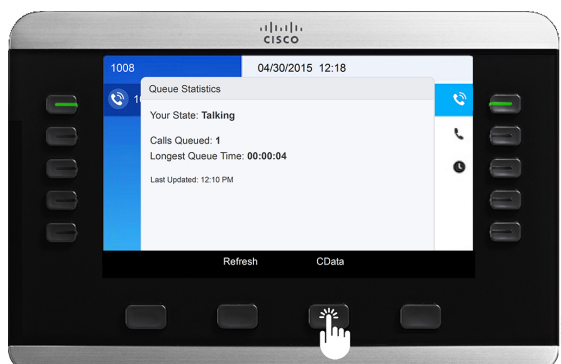 CISCO
1008 04/30/2015 12:18
Queue Statistics
Your State: Talking
Calls Queued: 1
Longest Queue Time: 00:00:04
Last Updated: 12:10 PM
Refresh CData